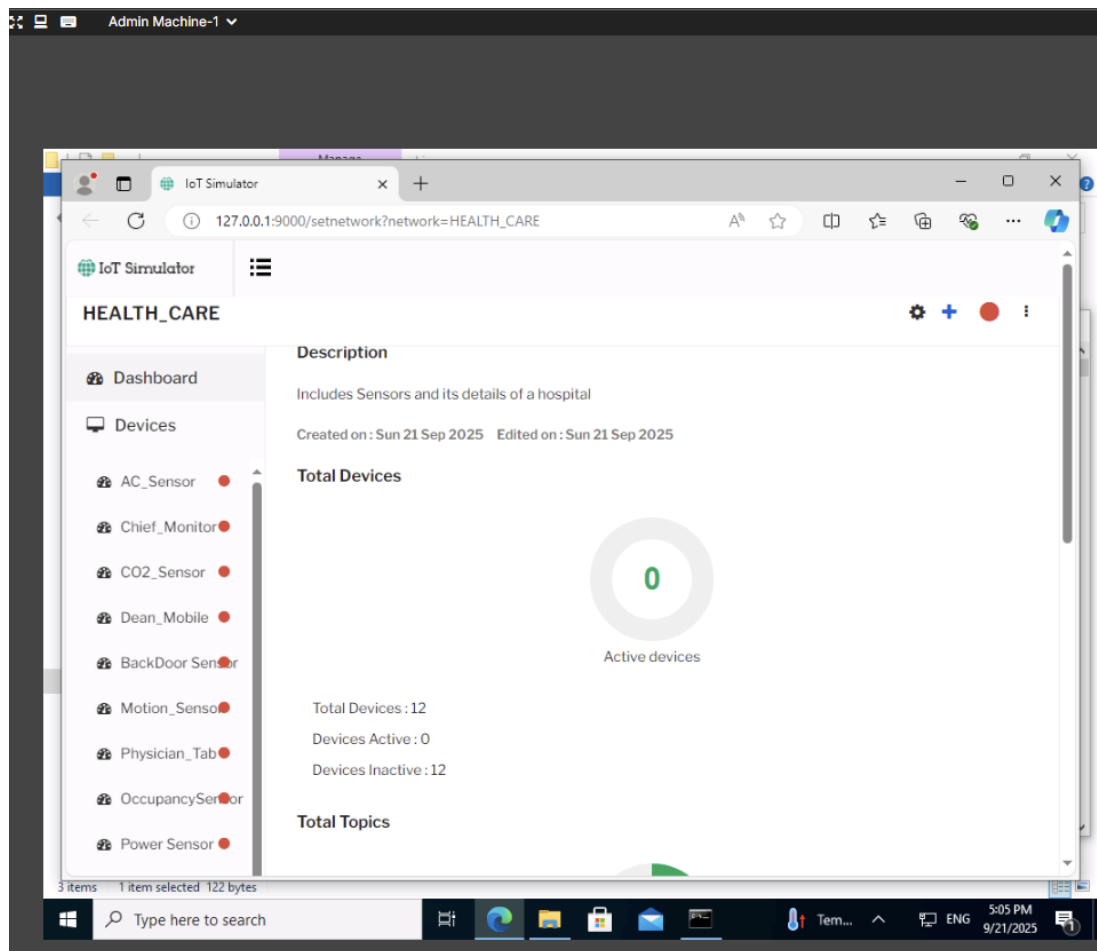 Admin Machine-1
IoT Simulator
127.0.0.1:9000/setnetwork?network=HEALTH_CARE
IoT Simulator
HEALTH_CARE
Dashboard
Devices
AC_Sensor
Chief_Monitor
CO2_Sensor
Dean_Mobile
BackDoor Sensor
Motion_Senso
Physician_Tab
OccupancySensor
Power Sensor
Description
Includes Sensors and its details of a hospital
Created on : Sun 21 Sep 2025 Edited on : Sun 21 Sep 2025
Total Devices
0
Active devices
Total Devices : 12
Devices Active : 0
Devices Inactive : 12
Total Topics
3 items 1 item selected 122 bytes
Type here to search
Tem...
ENG
5:05 PM
9/21/2025
1